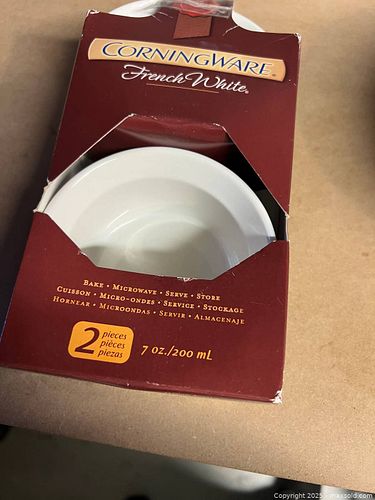 CORNINGWARE®
French White®
BAKE • MICROWAVE • SERVE • STORE
CUISSON • MICRO-ONDES • SERVICE • STOCKAGE
HORNEAR • MICROONDAS • SERVIR • ALMACENAJE
2 pieces
pièces
piezas
7 OZ./200 mL